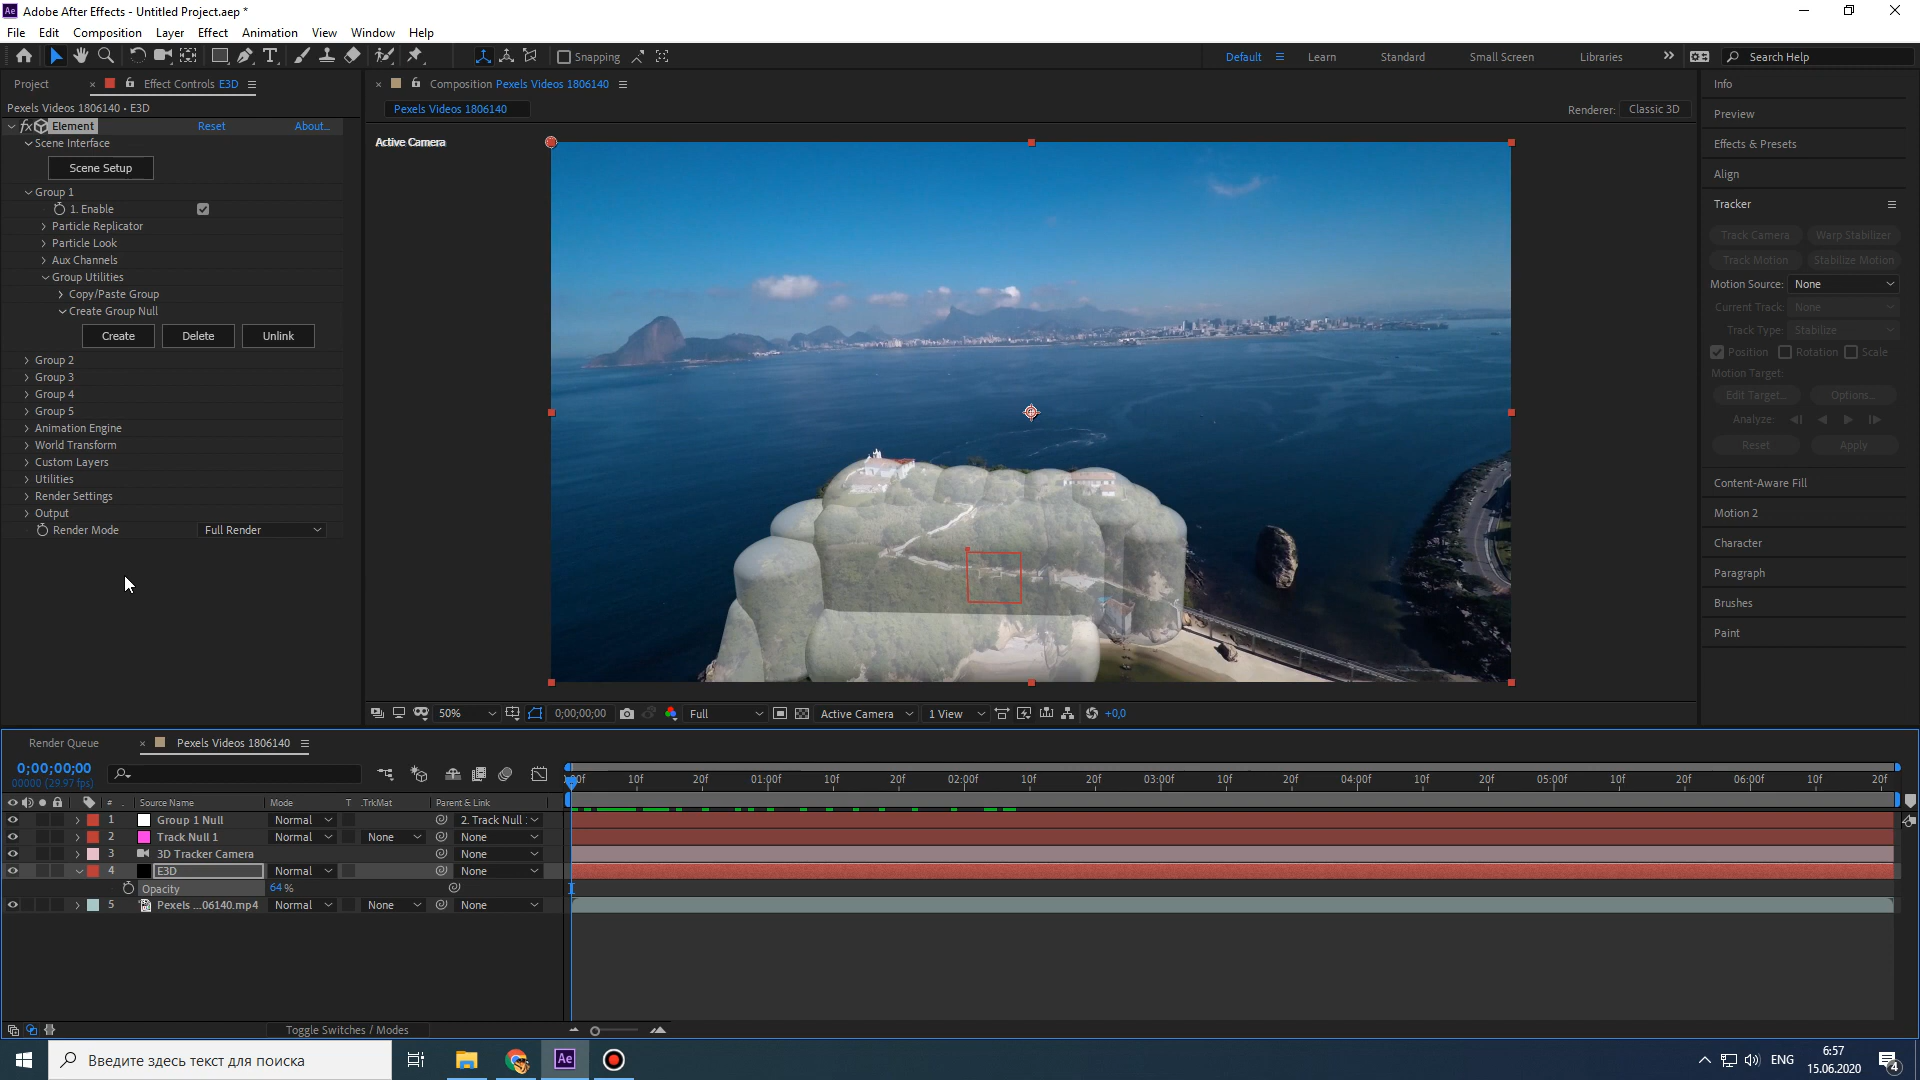 Ae Adobe After Effects - Untitled Project.aep *
File Edit Composition Layer Effect Animation View Window Help
Snapping
Default Learn Standard Small Screen Libraries Search Help
Project Effect Controls E3D
Pexels Videos 1806140 • E3D
fx Element Reset About...
Scene Interface
Scene Setup
Group 1
1. Enable
Particle Replicator
Particle Look
Aux Channels
Group Utilities
Copy/Paste Group
Create Group Null
Create Delete Unlink
Group 2
Group 3
Group 4
Group 5
Animation Engine
World Transform
Custom Layers
Utilities
Render Settings
Output
Render Mode Full Render
Composition Pexels Videos 1806140
Pexels Videos 1806140
Renderer: Classic 3D
Active Camera
50% 0;00;00;00 Full Active Camera 1 View +0,0
Info
Preview
Effects & Presets
Align
Tracker
Track Camera Warp Stabilizer
Track Motion Stabilize Motion
Motion Source: None
Current Track: None
Track Type: Stabilize
Position Rotation Scale
Motion Target:
Edit Target... Options...
Analyze:
Reset Apply
Content-Aware Fill
Motion 2
Character
Paragraph
Brushes
Paint
Render Queue Pexels Videos 1806140
0;00;00;00
00000 (29.97 fps)
:00f 10f 20f 01:00f 10f 20f 02:00f 10f 20f 03:00f 10f 20f 04:00f 10f 20f 05:00f 10f 20f 06:00f 10f 20f
# Source Name Mode T .TrkMat Parent & Link
1 Group 1 Null Normal 2. Track Null
2 Track Null 1 Normal None None
3 3D Tracker Camera None
4 E3D Normal None
Opacity 64 %
5 Pexels ...06140.mp4 Normal None None
Toggle Switches / Modes
Введите здесь текст для поиска
Ae
ENG
6:57
15.06.2020
4